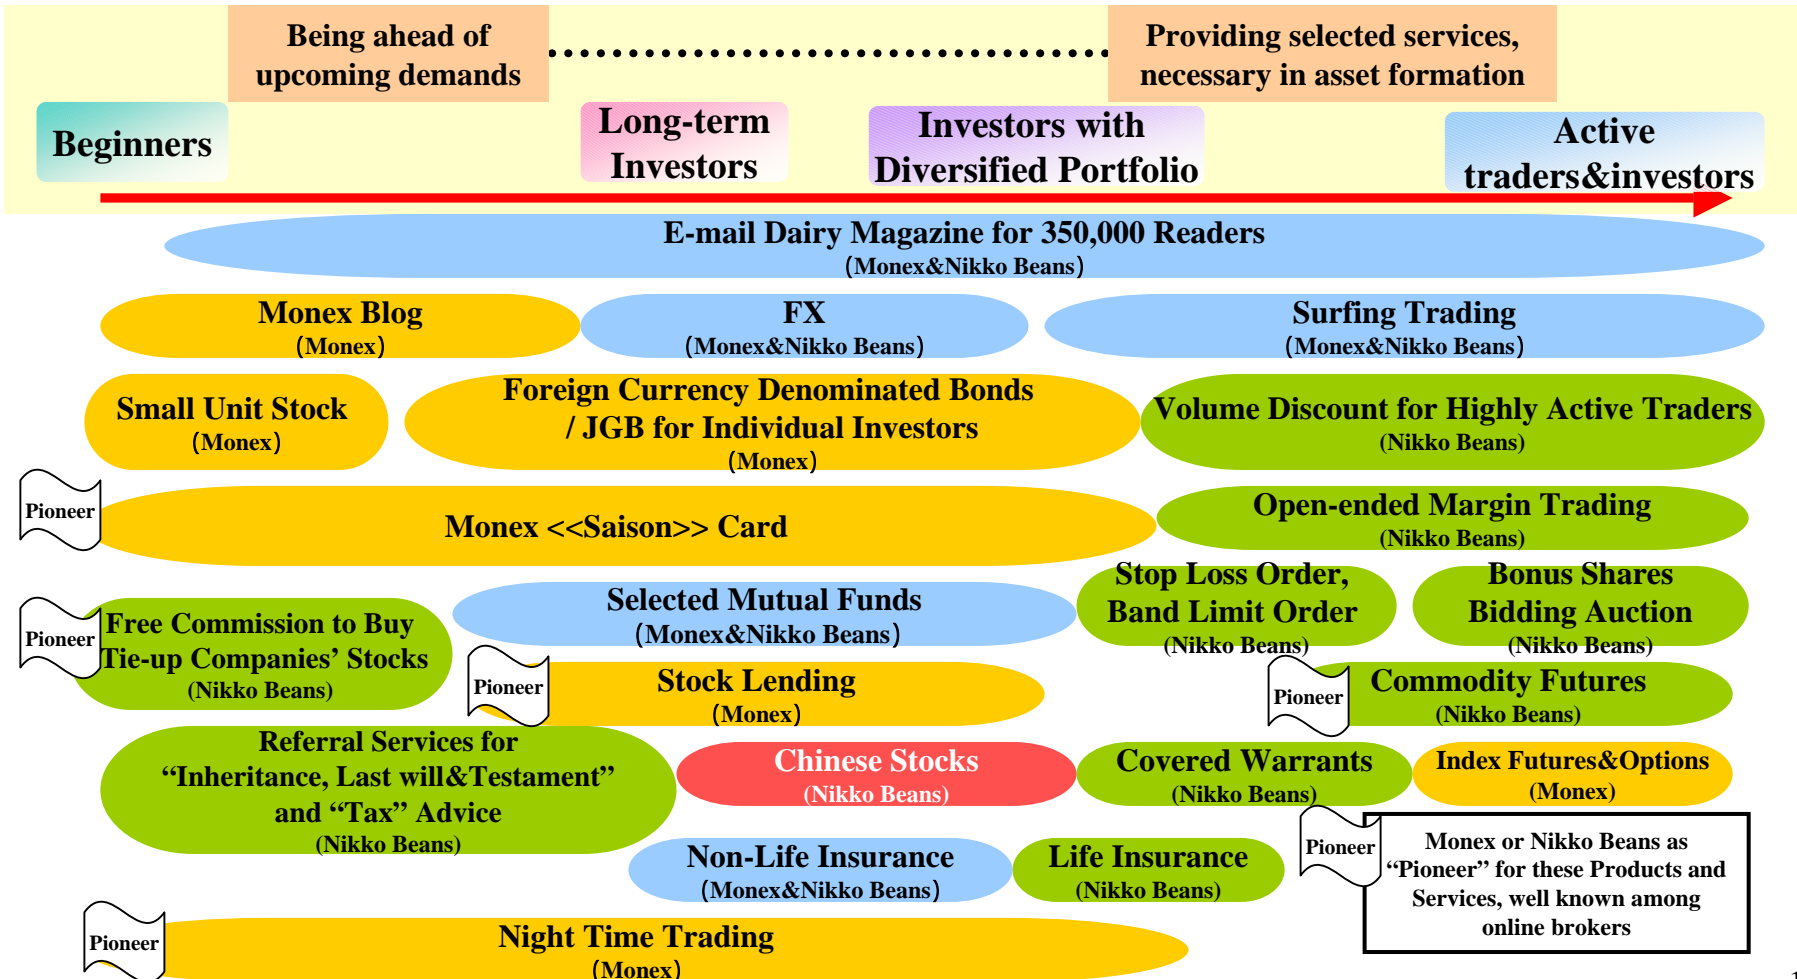 Being ahead of
upcoming demands
Providing selected services,
necessary in asset formation
Beginners
Long-term
Investors
Investors with
Diversified Portfolio
Active
traders&investors
E-mail Dairy Magazine for 350,000 Readers
(Monex&Nikko Beans)
Monex Blog
(Monex)
FX
(Monex&Nikko Beans)
Surfing Trading
(Monex&Nikko Beans)
Small Unit Stock
(Monex)
Foreign Currency Denominated Bonds
/ JGB for Individual Investors
(Monex)
Volume Discount for Highly Active Traders
(Nikko Beans)
Pioneer
Monex <<Saison>> Card
Open-ended Margin Trading
(Nikko Beans)
Pioneer
Free Commission to Buy
Tie-up Companies’ Stocks
(Nikko Beans)
Selected Mutual Funds
(Monex&Nikko Beans)
Stop Loss Order,
Band Limit Order
(Nikko Beans)
Bonus Shares
Bidding Auction
(Nikko Beans)
Pioneer
Stock Lending
(Monex)
Pioneer
Commodity Futures
(Nikko Beans)
Referral Services for
“Inheritance, Last will&Testament”
and “Tax” Advice
(Nikko Beans)
Chinese Stocks
(Nikko Beans)
Covered Warrants
(Nikko Beans)
Index Futures&Options
(Monex)
Non-Life Insurance
(Monex&Nikko Beans)
Life Insurance
(Nikko Beans)
Pioneer
Monex or Nikko Beans as
“Pioneer” for these Products and
Services, well known among
online brokers
Pioneer
Night Time Trading
(Monex)
1